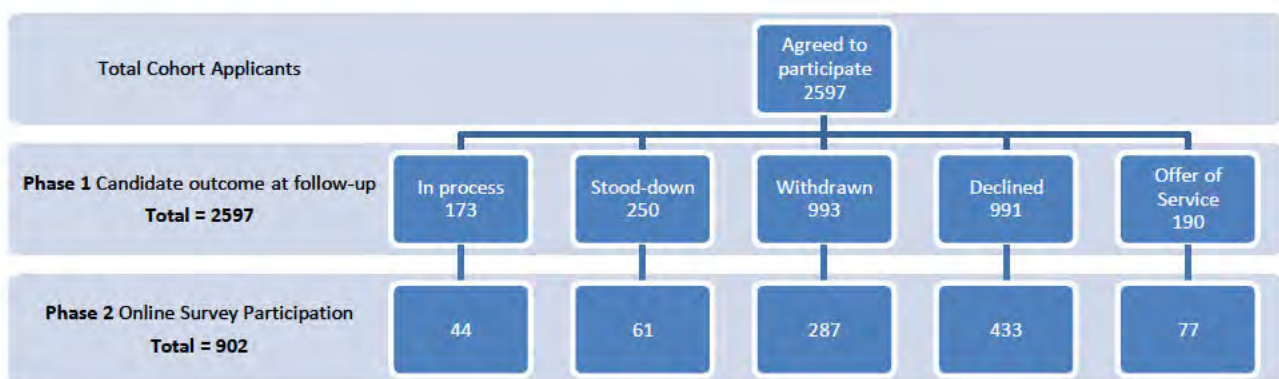 Total Cohort Applicants
Agreed to
participate
2597
Phase 1 Candidate outcome at follow-up
Total = 2597
In process
173
Stood-down
250
Withdrawn
993
Declined
991
Offer of
Service
190
Phase 2 Online Survey Participation
Total = 902
44
61
287
433
77